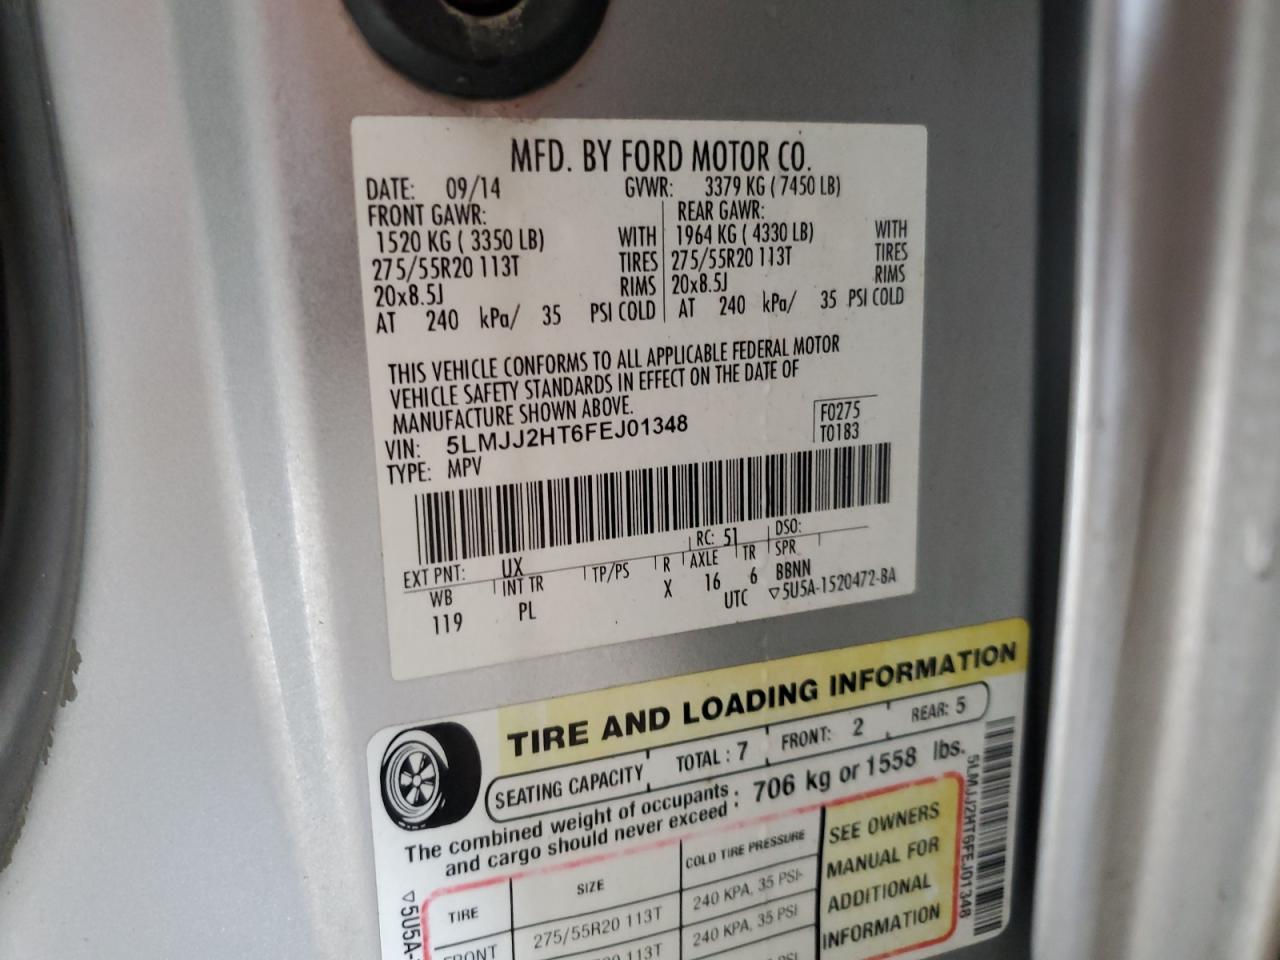 MFD. BY FORD MOTOR CO.
DATE: 09/14 GVWR: 3379 KG ( 7450 LB)
FRONT GAWR: REAR GAWR:
1520 KG ( 3350 LB) WITH 1964 KG ( 4330 LB) WITH
275/55R20 113T TIRES 275/55R20 113T TIRES
20x8.5J RIMS 20x8.5J RIMS
AT 240 kPa/ 35 PSI COLD AT 240 kPa/ 35 PSI COLD
THIS VEHICLE CONFORMS TO ALL APPLICABLE FEDERAL MOTOR
VEHICLE SAFETY STANDARDS IN EFFECT ON THE DATE OF
MANUFACTURE SHOWN ABOVE.
F0275
VIN: 5LMJJ2HT6FEJ01348
T0183
TYPE: MPV
EXT PNT: UX RC: 51 DSO:
WB INT TR TP/PS R AXLE TR SPR
119 PL X 16 6 BBNN
UTC ▽5U5A-1520472-BA
TIRE AND LOADING INFORMATION
SEATING CAPACITY TOTAL : 7 FRONT: 2 REAR: 5
The combined weight of occupants
and cargo should never exceed : 706 kg or 1558 lbs.
TIRE SIZE COLD TIRE PRESSURE
FRONT 275/55R20 113T 240 KPA, 35 PSI
113T 240 KPA, 35 PSI
PSI
SEE OWNERS
MANUAL FOR
ADDITIONAL
INFORMATION
5LMJJ2HT6FEJ01348
▽5U5A-